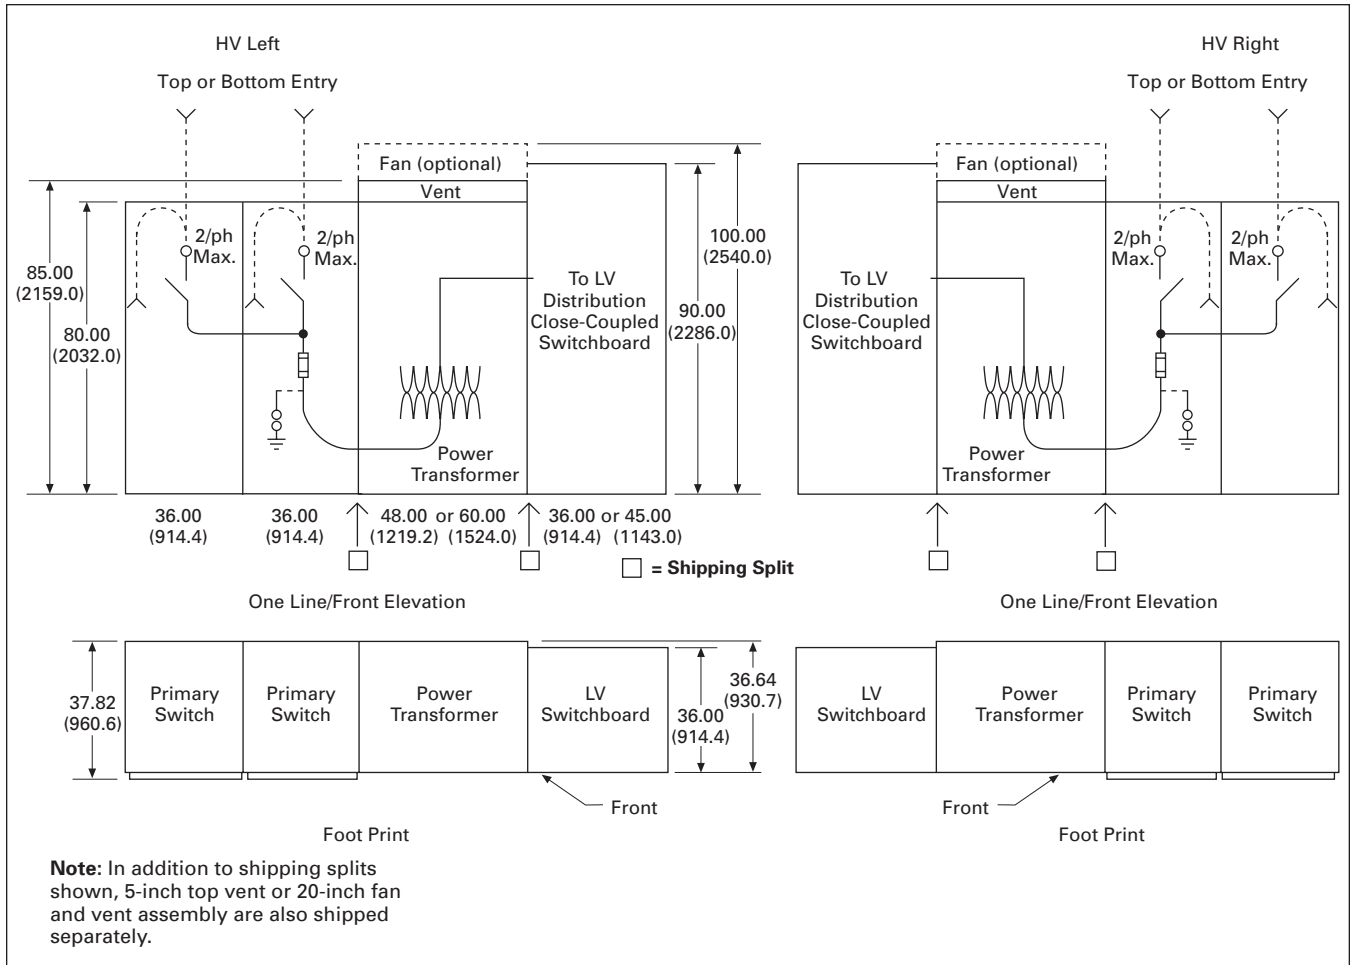 HV Left
Top or Bottom Entry
HV Right
Top or Bottom Entry
Fan (optional)
Vent
Fan (optional)
Vent
2/ph
Max.
2/ph
Max.
2/ph
Max.
2/ph
Max.
85.00
(2159.0)
80.00
(2032.0)
To LV
Distribution
Close-Coupled
Switchboard
100.00
(2540.0)
90.00
(2286.0)
To LV
Distribution
Close-Coupled
Switchboard
Power
Transformer
Power
Transformer
36.00
(914.4)
36.00
(914.4)
48.00 or 60.00
(1219.2) (1524.0)
36.00 or 45.00
(914.4) (1143.0)
= Shipping Split
One Line/Front Elevation
One Line/Front Elevation
37.82
(960.6)
Primary
Switch
Primary
Switch
Power
Transformer
LV
Switchboard
36.00
(914.4)
36.64
(930.7)
LV
Switchboard
Power
Transformer
Primary
Switch
Primary
Switch
Front
Front
Foot Print
Foot Print
Note: In addition to shipping splits
shown, 5-inch top vent or 20-inch fan
and vent assembly are also shipped
separately.